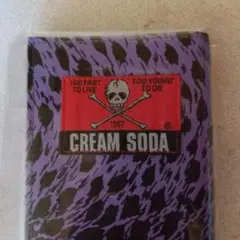 TOO FAST TOO YOUNG
TO LIVE TO DIE
1967
CREAM SODA